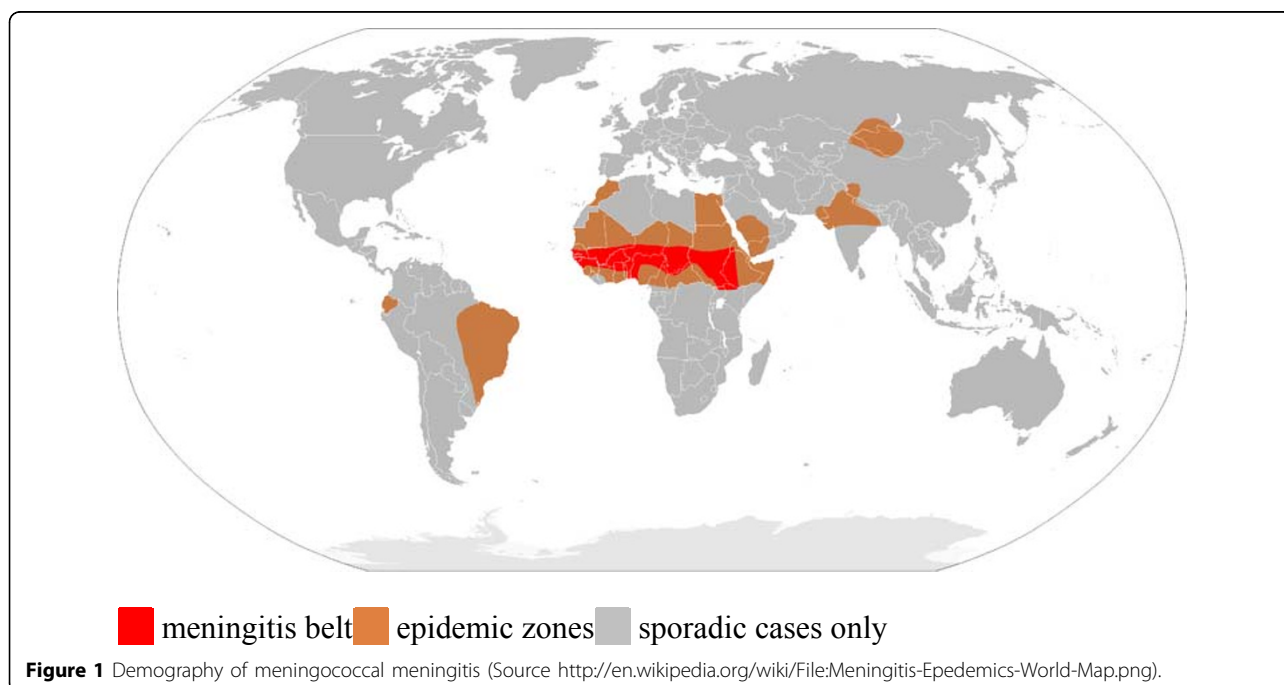 meningitis belt epidemic zones sporadic cases only
Figure 1 Demography of meningococcal meningitis (Source http://en.wikipedia.org/wiki/File:Meningitis-Epedemics-World-Map.png).